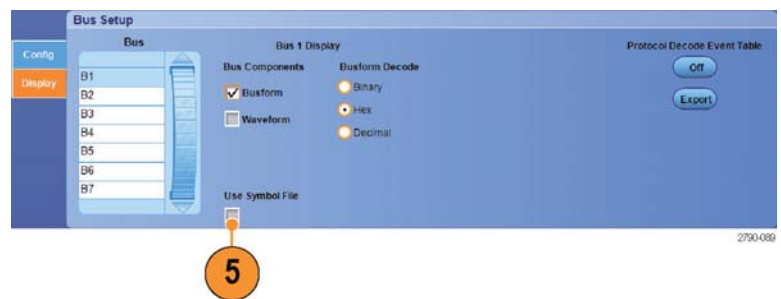 Bus Setup
Config
Display
Bus
B1
B2
B3
B4
B5
B6
B7
Bus 1 Display
Bus Components
Busform
Waveform
Busform Decode
Binary
Hex
Decimal
Use Symbol File
Protocol Decode Event Table
Off
Export
2790-089
5